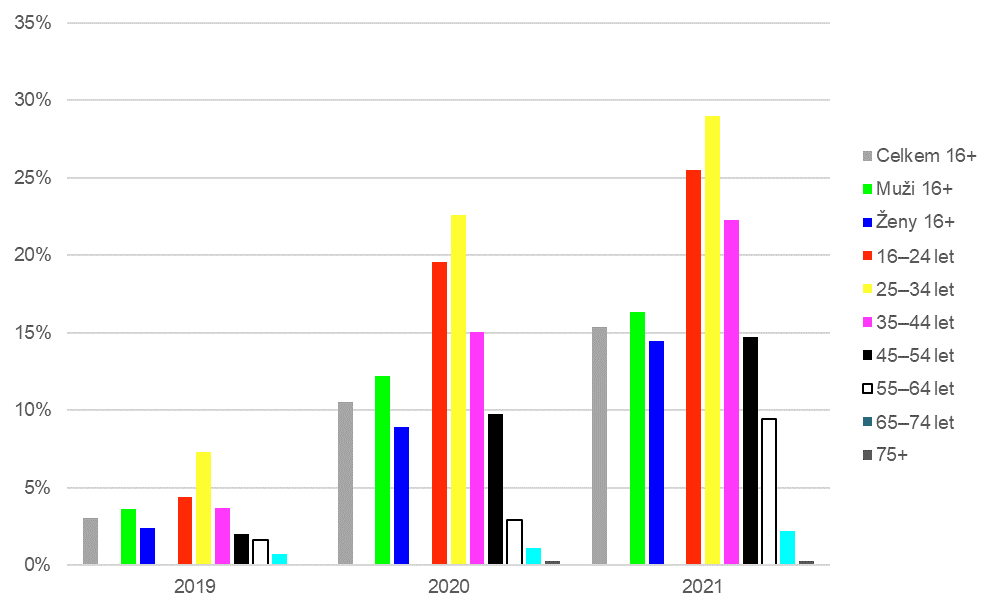 35%
30%
25%
20%
15%
10%
5%
0%
2019
2020
2021
Celkem 16+
Muži 16+
Ženy 16+
16–24 let
25–34 let
35–44 let
45–54 let
55–64 let
65–74 let
75+